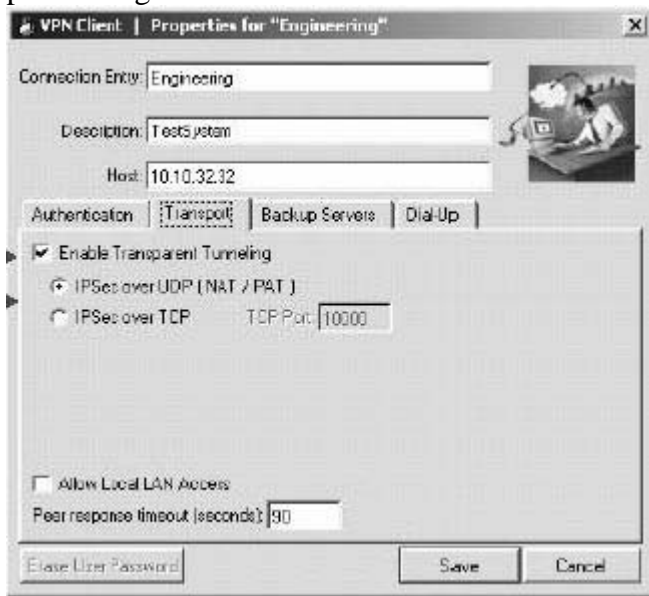 VPN Client | Properties for "Engineering"
Connection Entry: Engineering
Description: TestSystem
Host: 10.10.32.32
Authentication Transport Backup Servers Dial-Up
Enable Transparent Tunneling
IPSec over UDP ( NAT / PAT )
IPSec over TCP TCP Port: 10000
Allow Local LAN Access
Peer response timeout (seconds): 90
Erase User Password Save Cancel